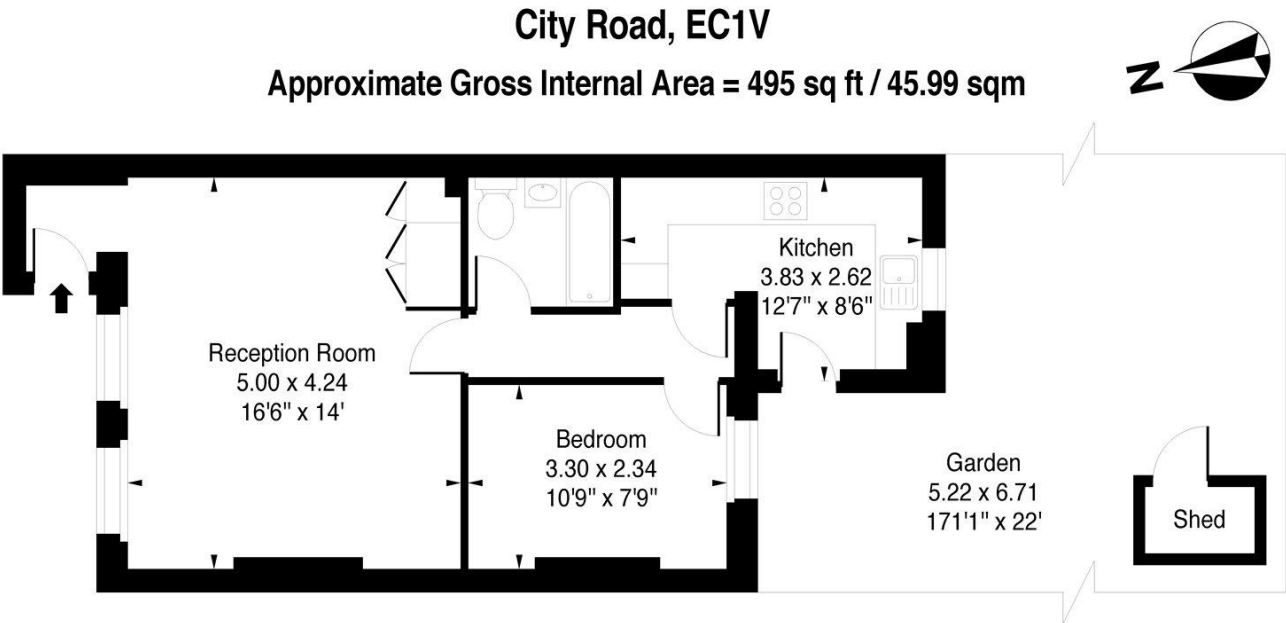 City Road, EC1V
Approximate Gross Internal Area = 495 sq ft / 45.99 sqm
N
Kitchen
3.83 x 2.62
12'7" x 8'6"
Reception Room
5.00 x 4.24
16'6" x 14'
Bedroom
3.30 x 2.34
10'9" x 7'9"
Garden
5.22 x 6.71
171'1" x 22'
Shed